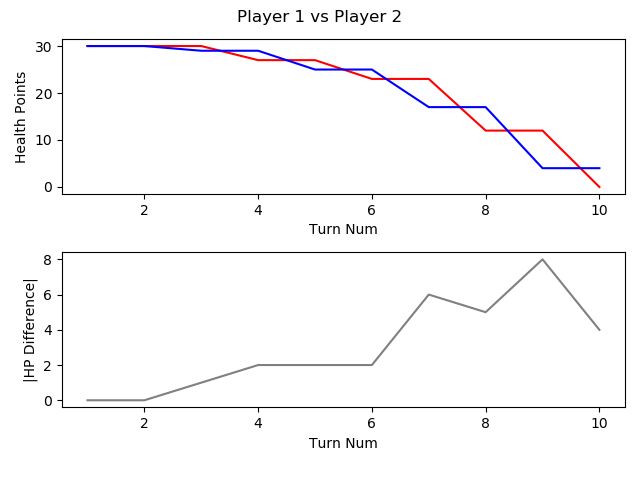 Player 1 vs Player 2
30
20
10
0
Health Points
2 4 6 8 10
Turn Num
8
6
4
2
0
|HP Difference|
2 4 6 8 10
Turn Num